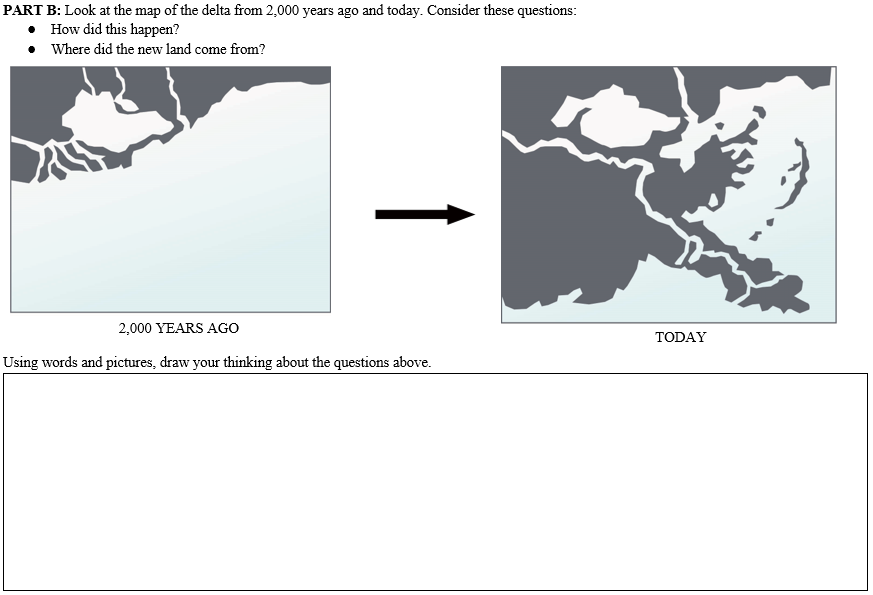 PART B: Look at the map of the delta from 2,000 years ago and today. Consider these questions:
● How did this happen?
● Where did the new land come from?
2,000 YEARS AGO
TODAY
Using words and pictures, draw your thinking about the questions above.